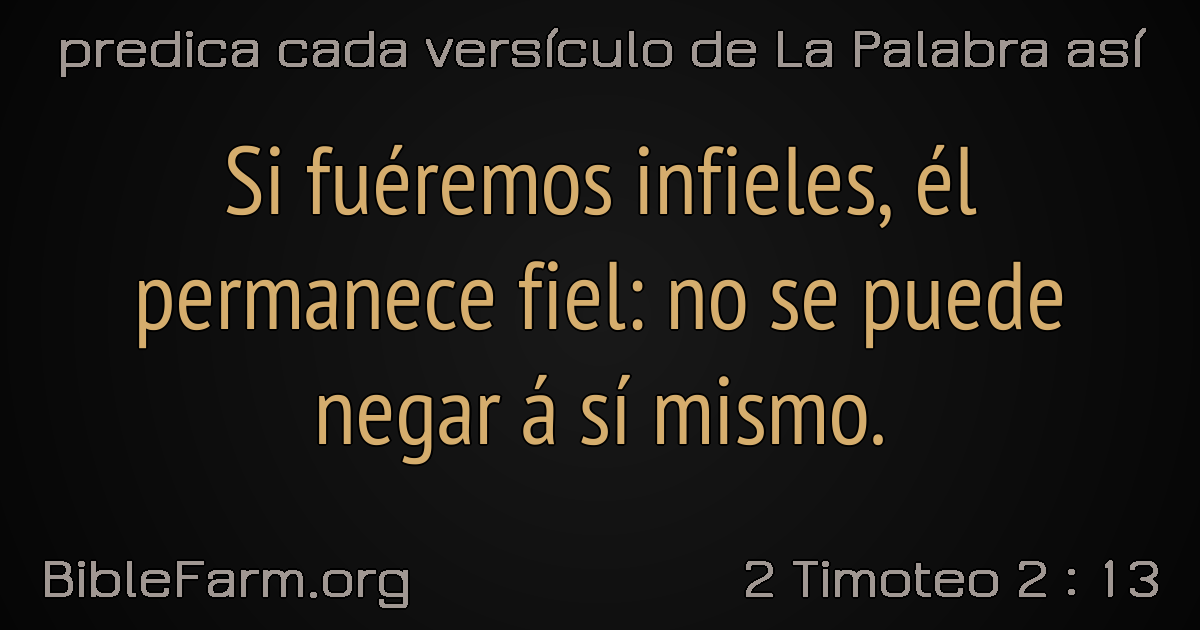 predica cada versículo de La Palabra así
Si fuéremos infieles, él
permanece fiel: no se puede
negar á sí mismo.
BibleFarm.org
2 Timoteo 2 : 13